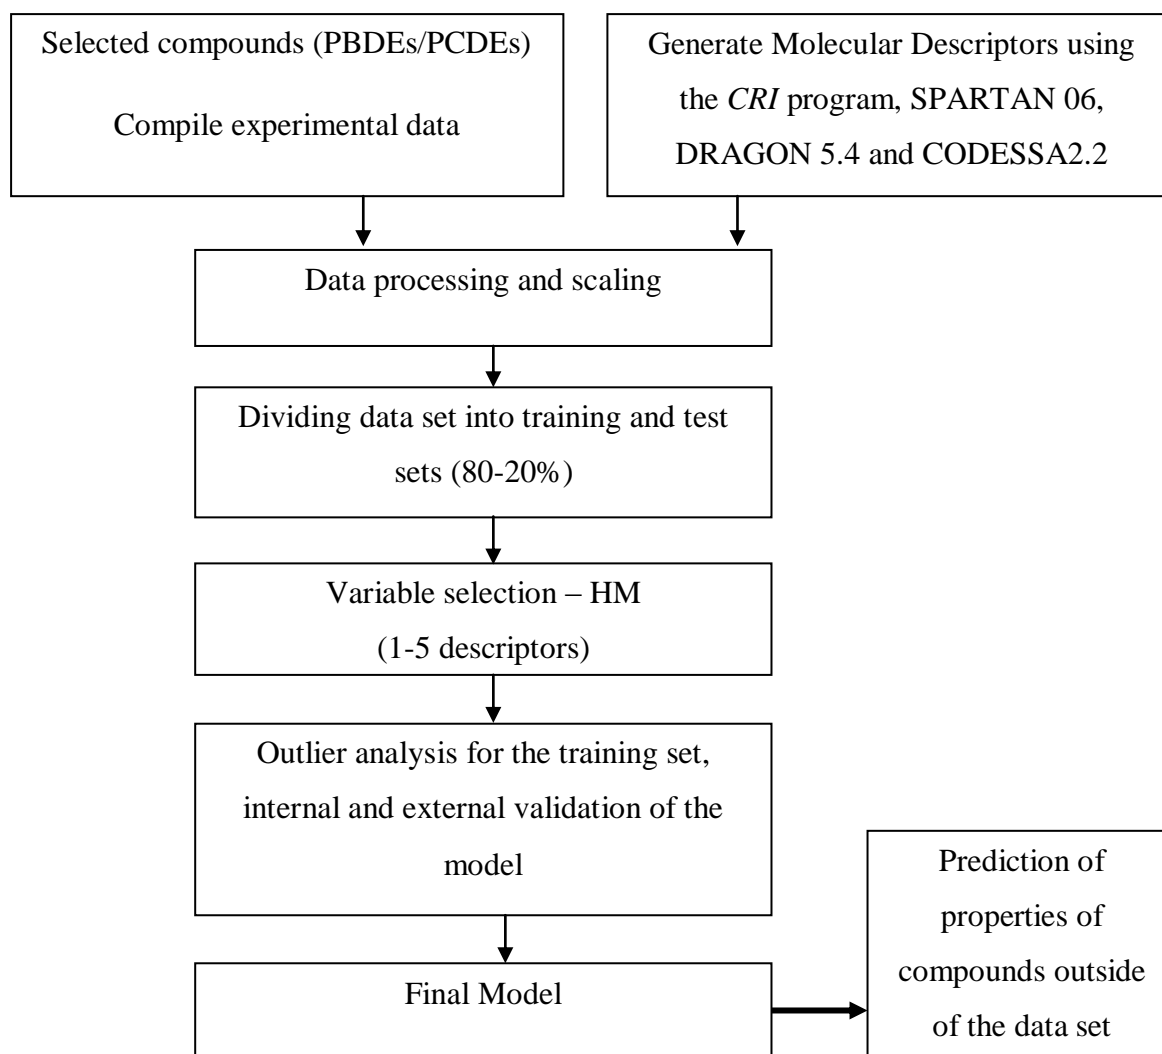 Selected compounds (PBDEs/PCDEs)
Compile experimental data
Generate Molecular Descriptors using
the CRI program, SPARTAN 06,
DRAGON 5.4 and CODESSA2.2
Data processing and scaling
Dividing data set into training and test
sets (80-20%)
Variable selection – HM
(1-5 descriptors)
Outlier analysis for the training set,
internal and external validation of the
model
Final Model
Prediction of
properties of
compounds outside
of the data set